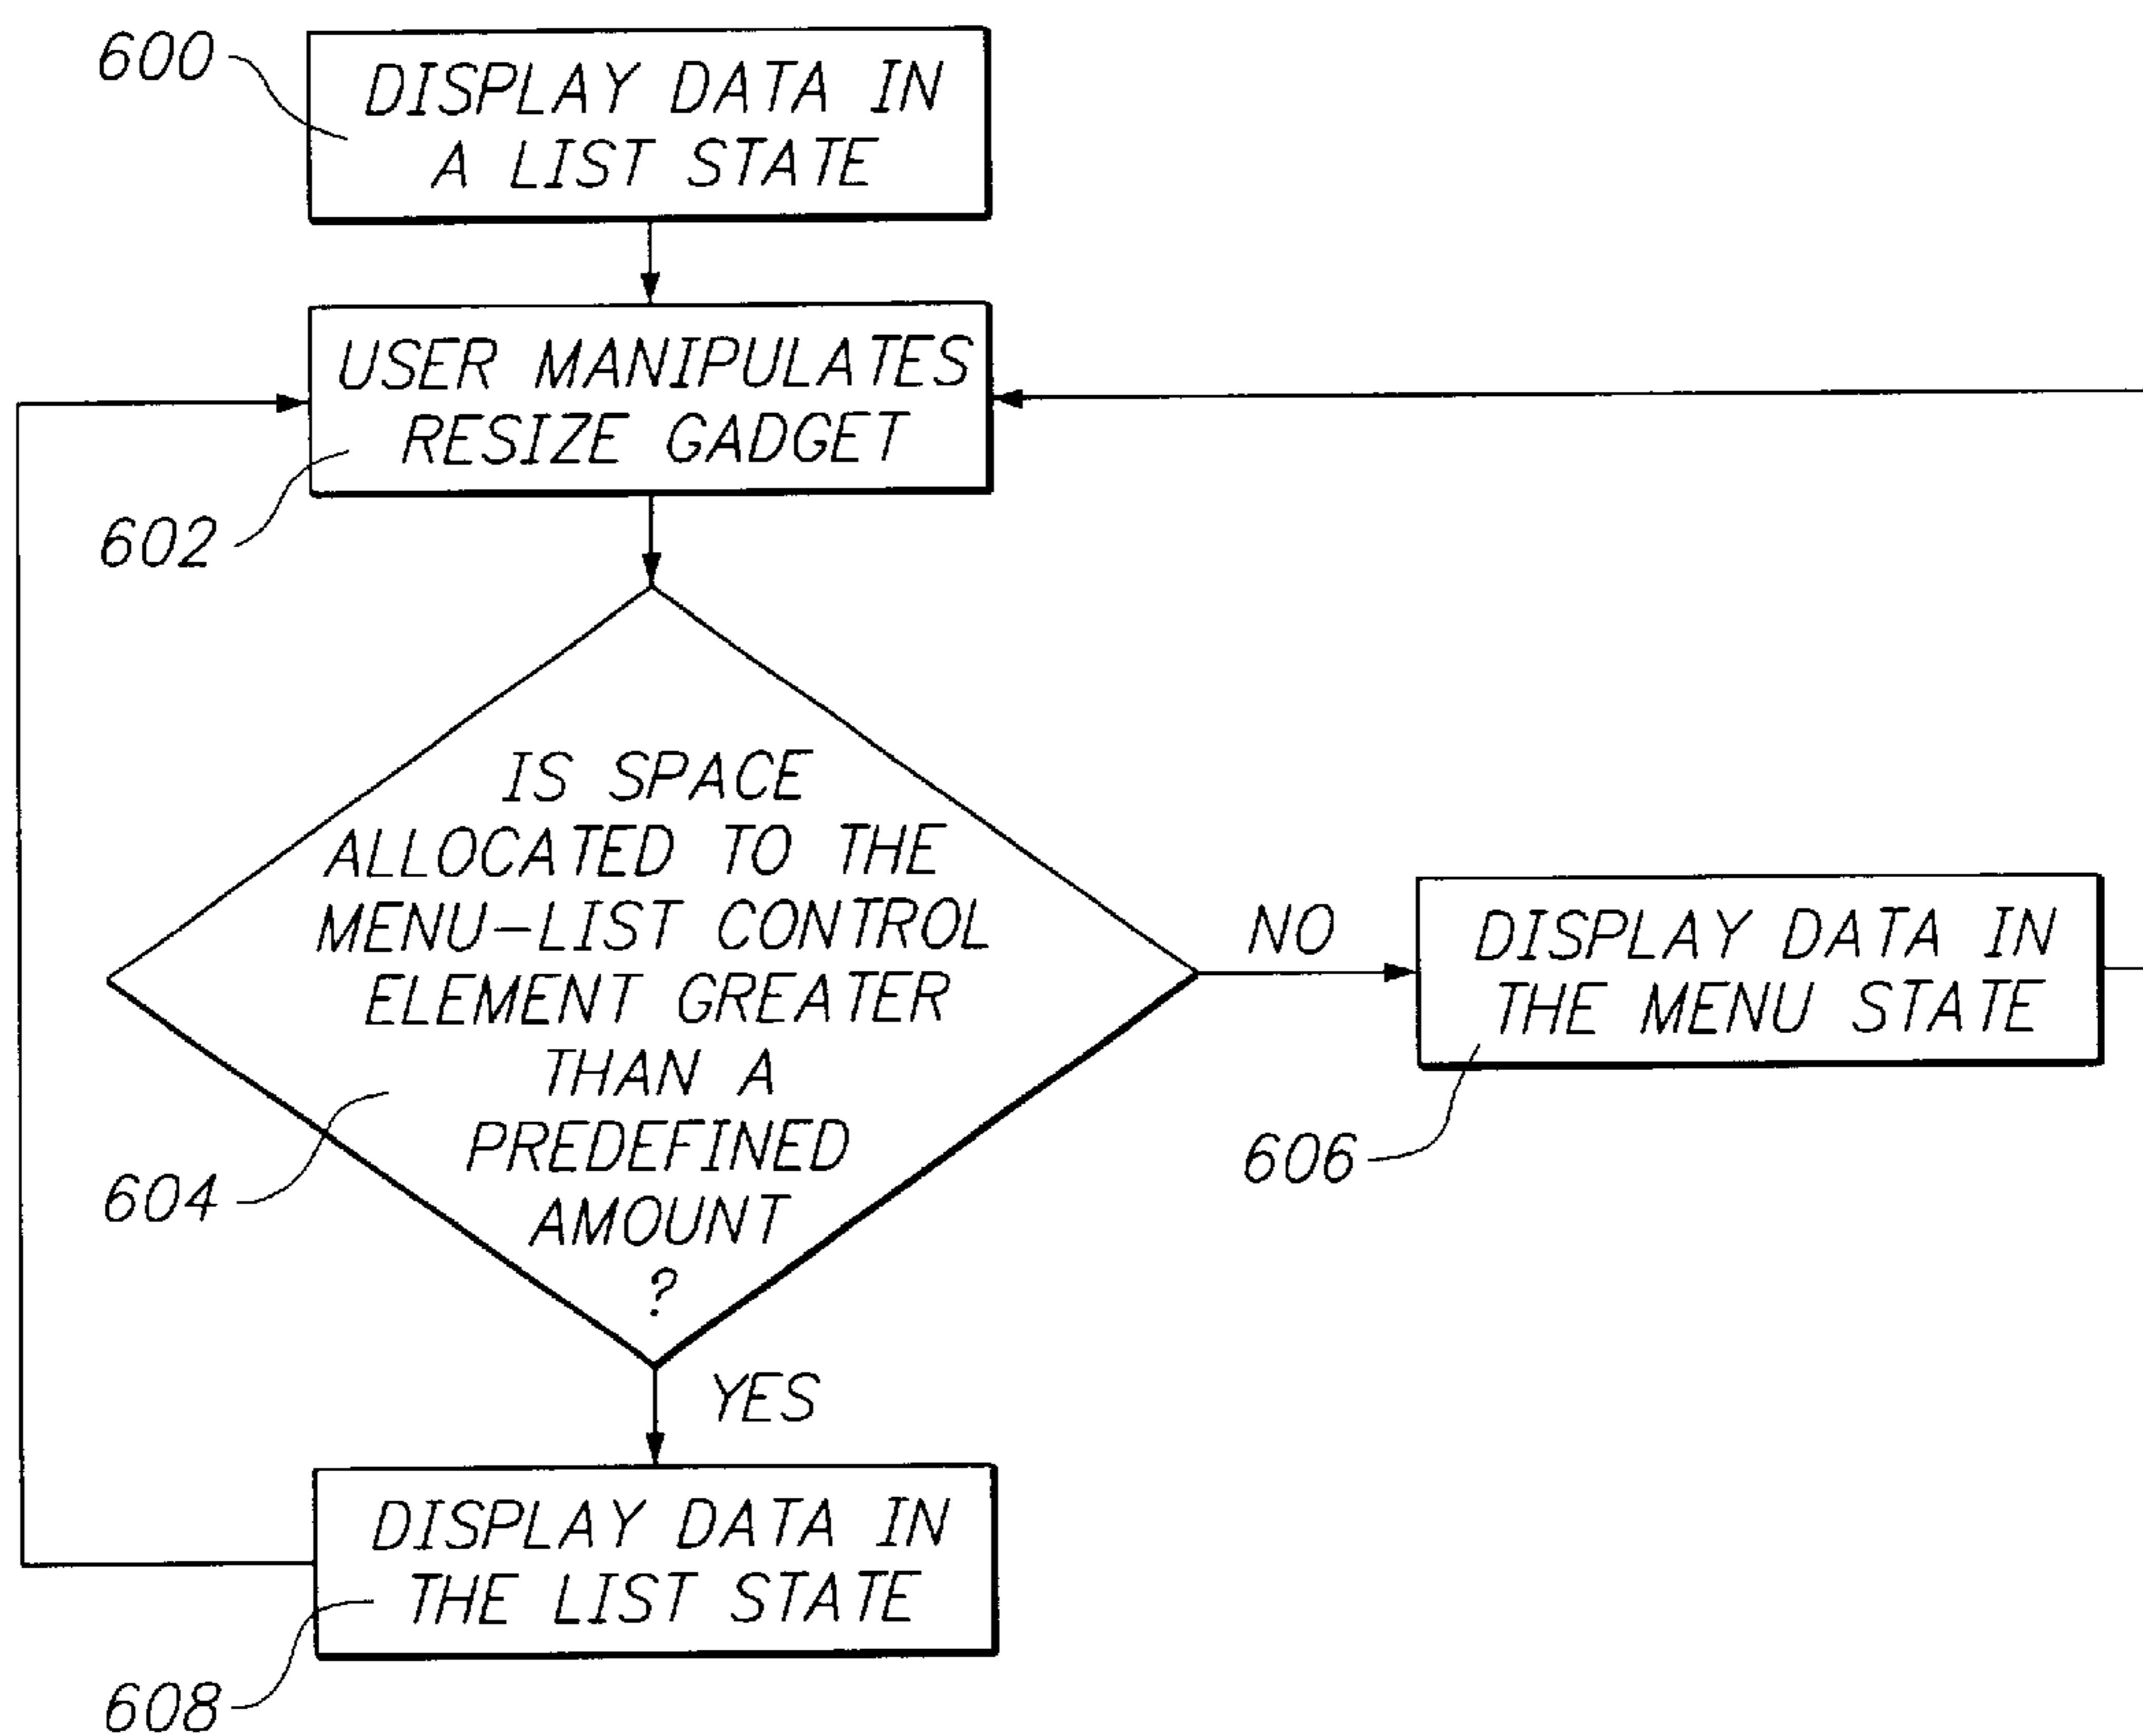 600
DISPLAY DATA IN
A LIST STATE
USER MANIPULATES
RESIZE GADGET
602
IS SPACE
ALLOCATED TO THE
MENU-LIST CONTROL
ELEMENT GREATER
THAN A
PREDEFINED
AMOUNT
?
604
NO
DISPLAY DATA IN
THE MENU STATE
606
YES
DISPLAY DATA IN
THE LIST STATE
608